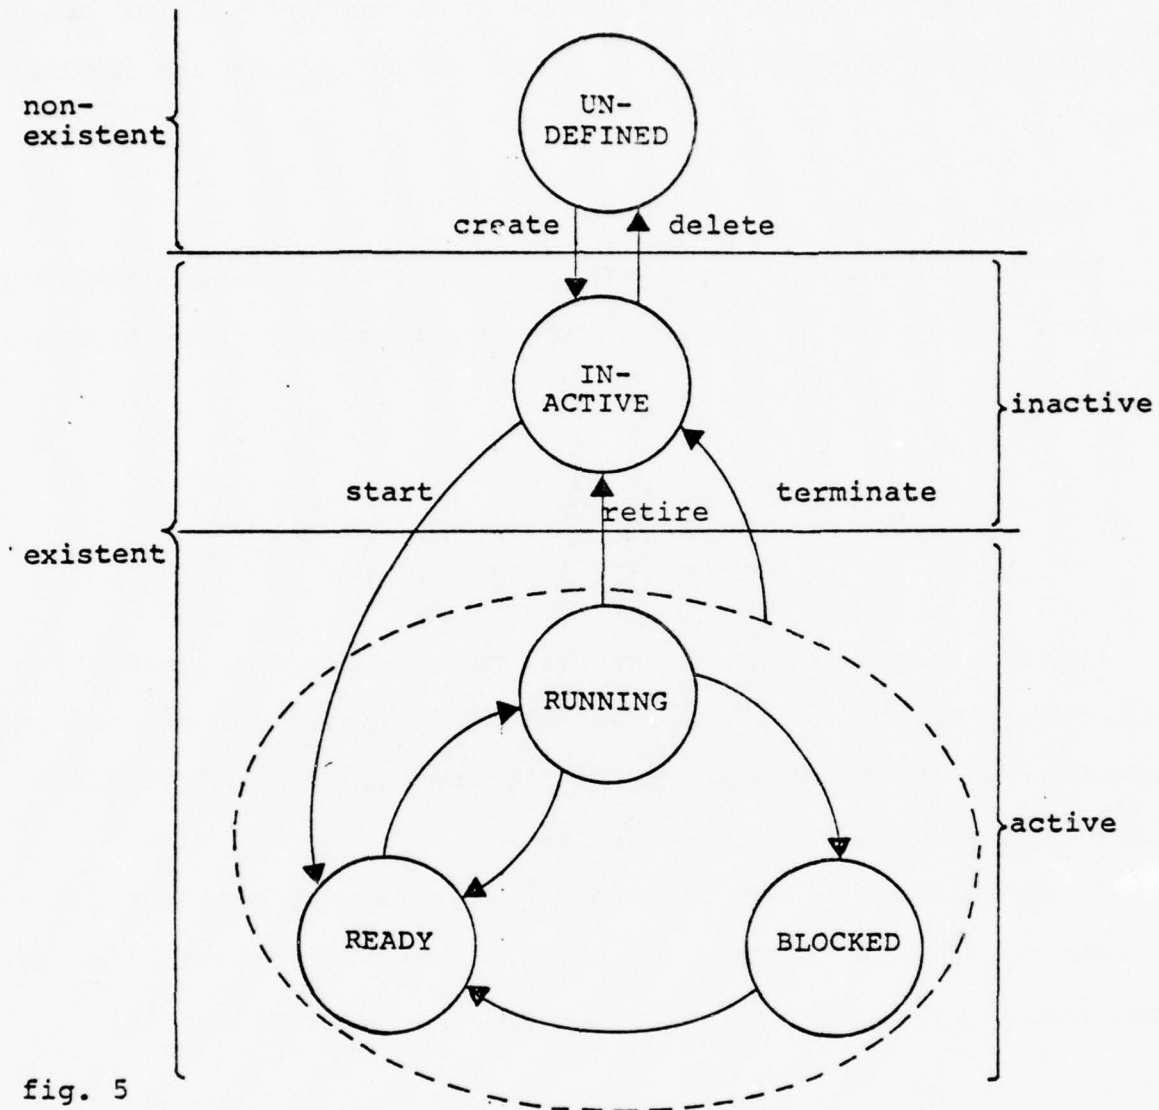 non-
existent
UN-
DEFINED
create
delete
IN-
ACTIVE
inactive
start
retire
terminate
existent
RUNNING
active
READY
BLOCKED
fig. 5